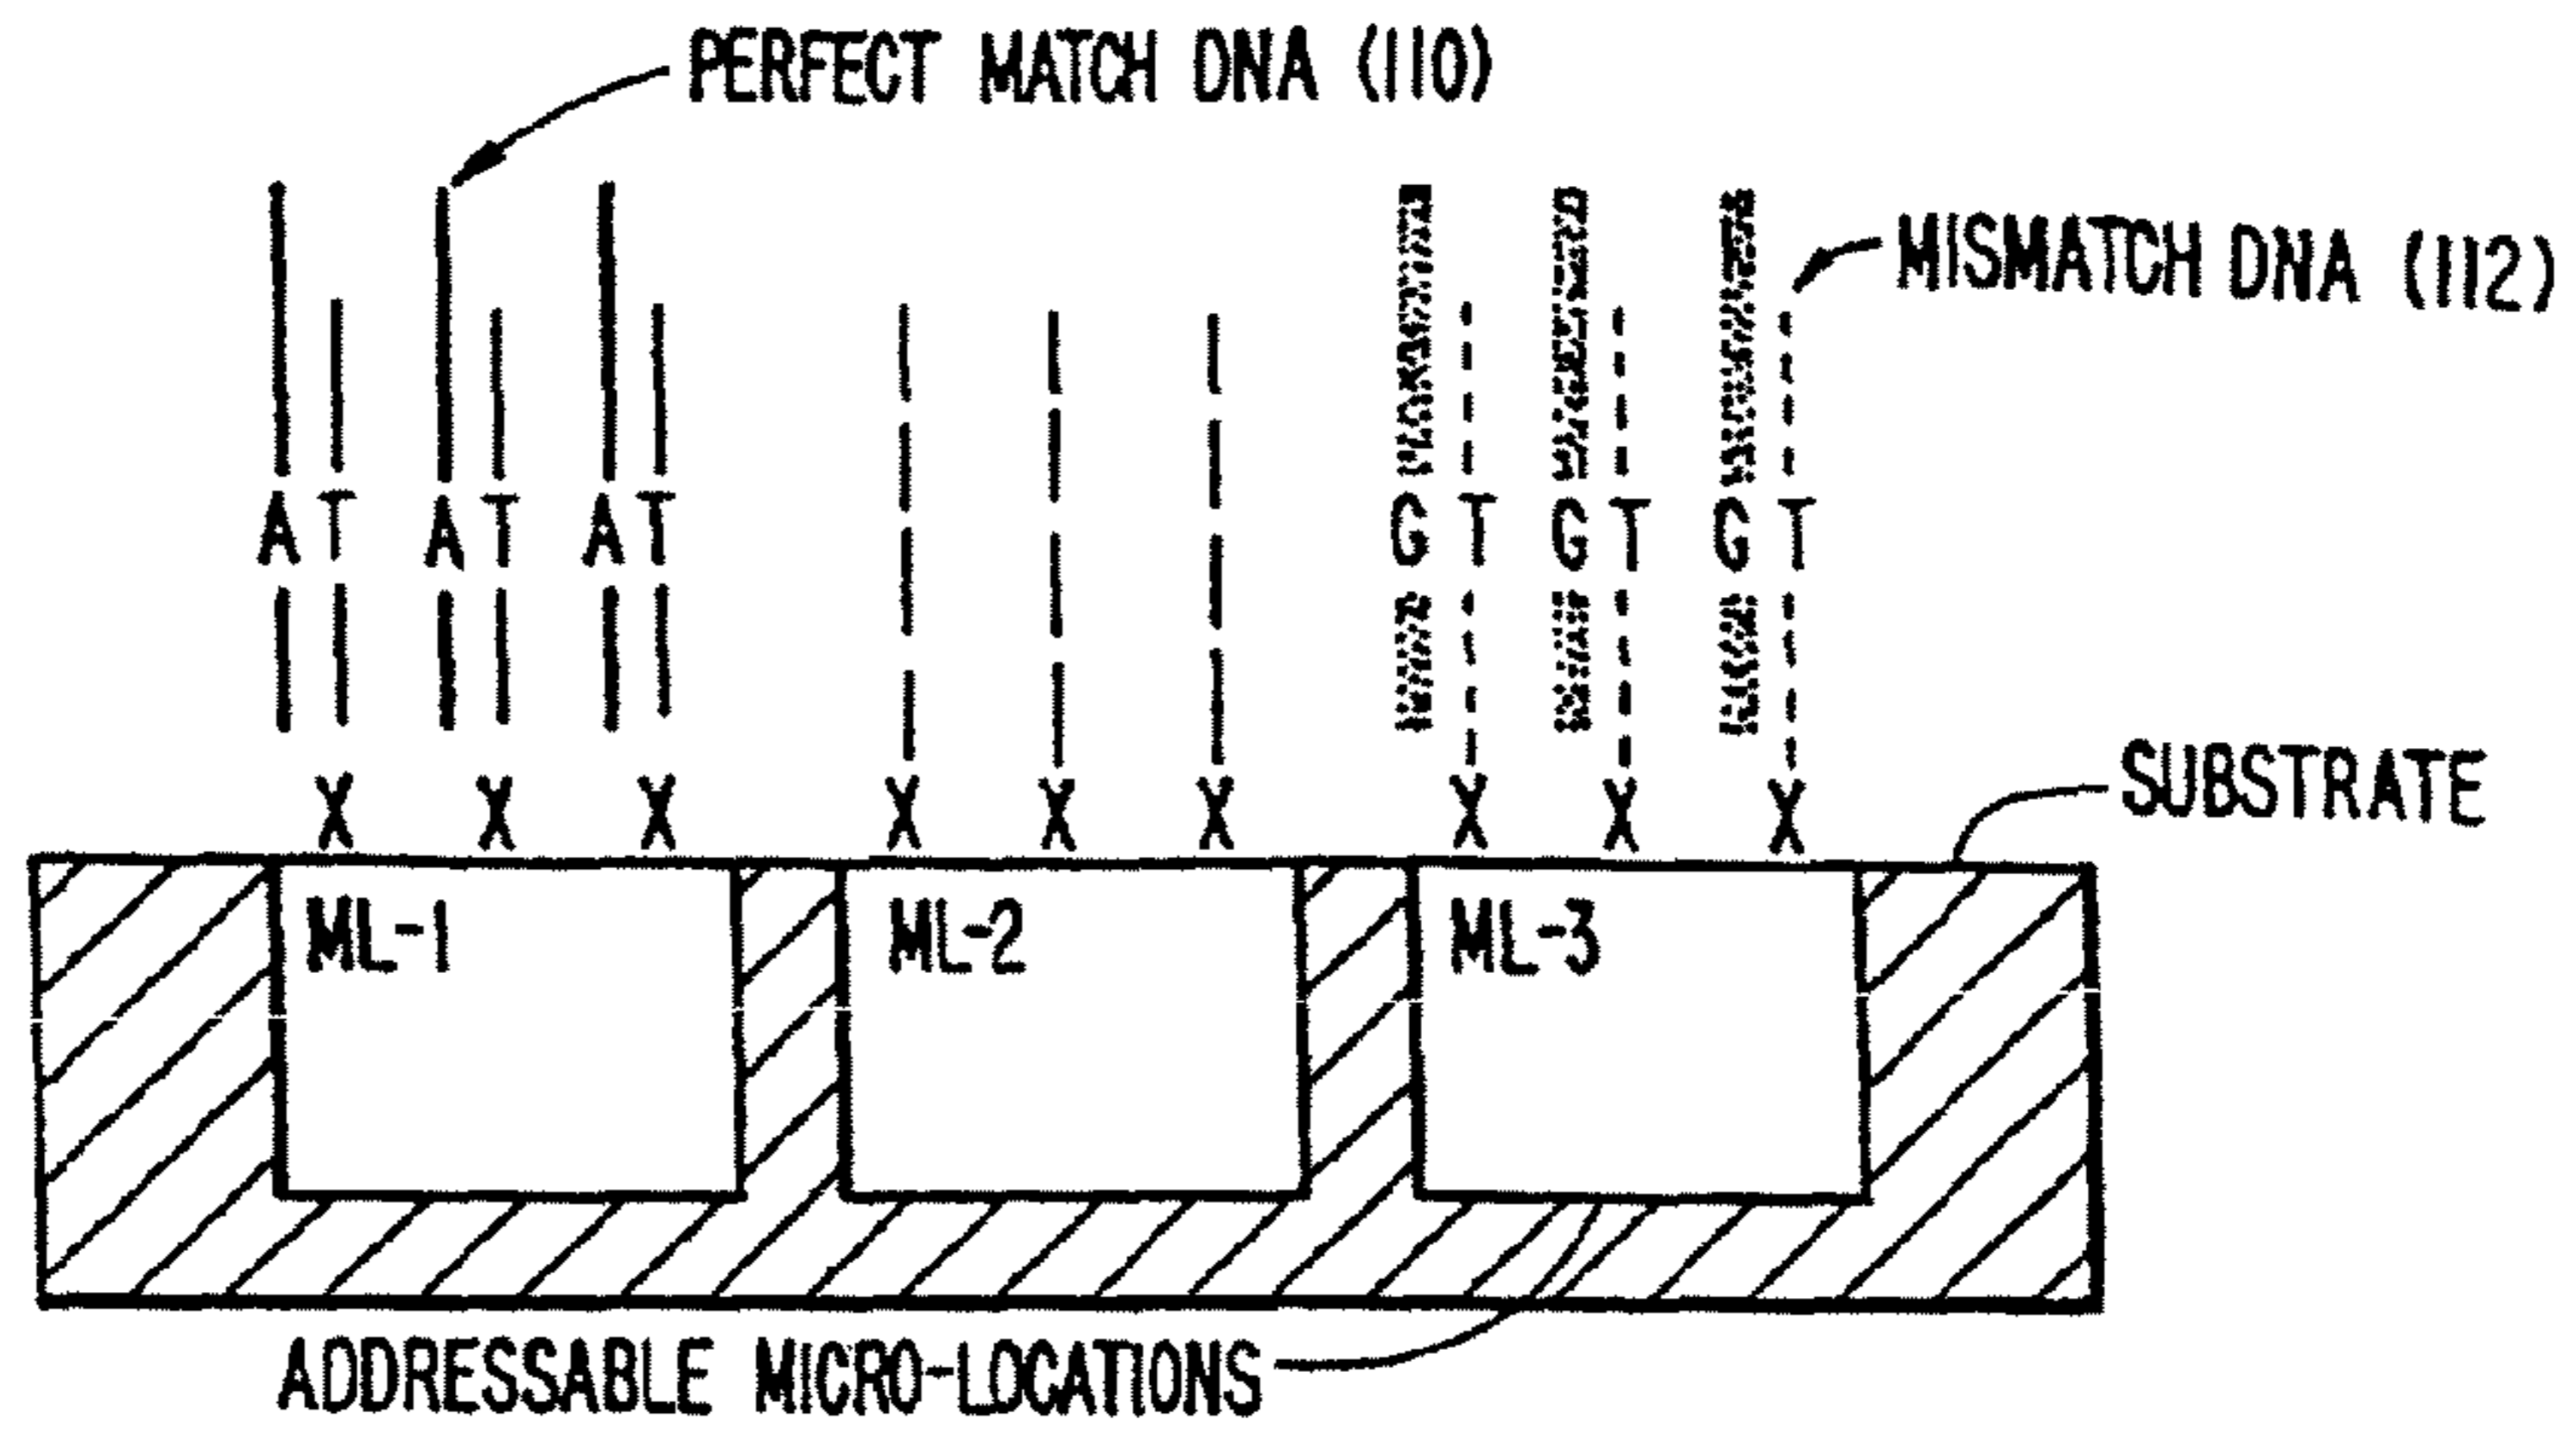 PERFECT MATCH DNA (110)
MISMATCH DNA (112)
A T A T A T G T G T G T
SUBSTRATE
X X X X X X X X X
ML-1 ML-2 ML-3
ADDRESSABLE MICRO-LOCATIONS